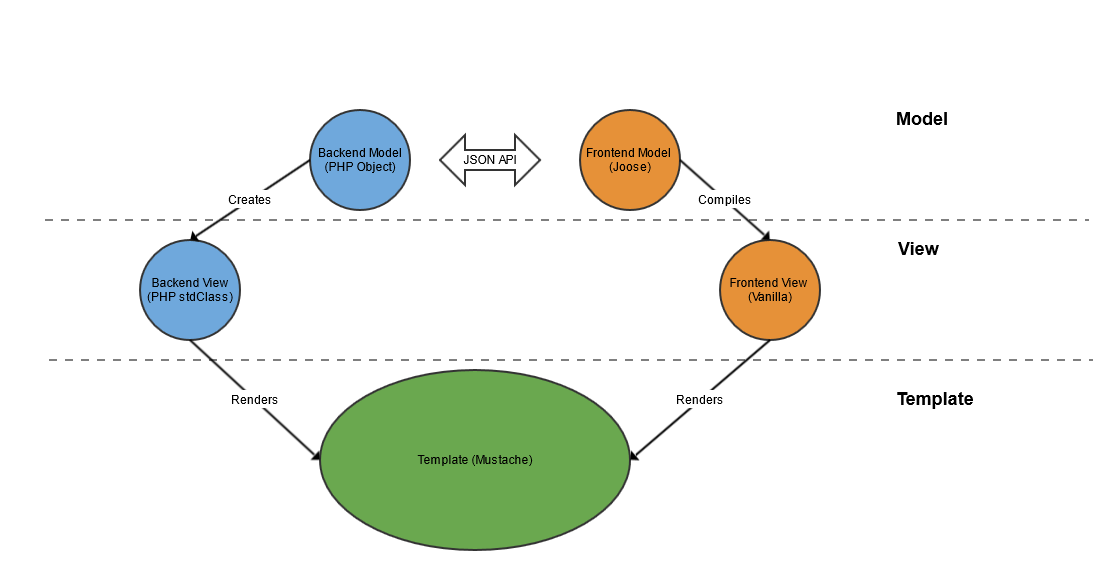 Model
Backend Model
(PHP Object)
JSON API
Frontend Model
(Joose)
Creates
Compiles
View
Backend View
(PHP stdClass)
Frontend View
(Vanilla)
Renders
Renders
Template
Template (Mustache)